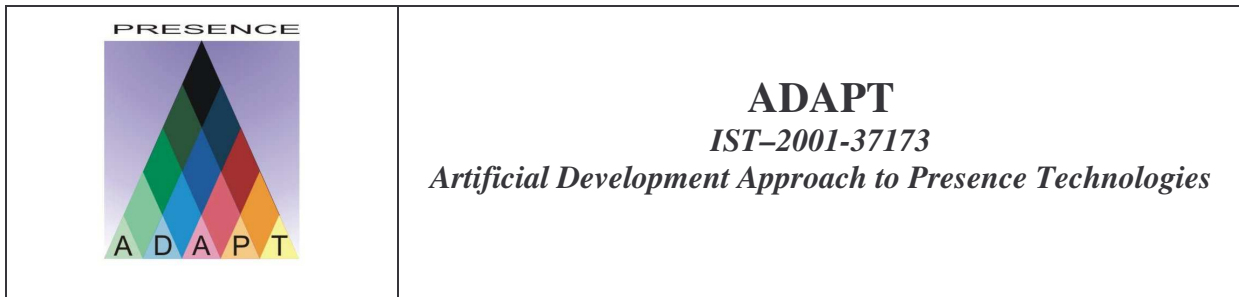 PRESENCE
A D A P T
ADAPT
IST–2001-37173
Artificial Development Approach to Presence Technologies